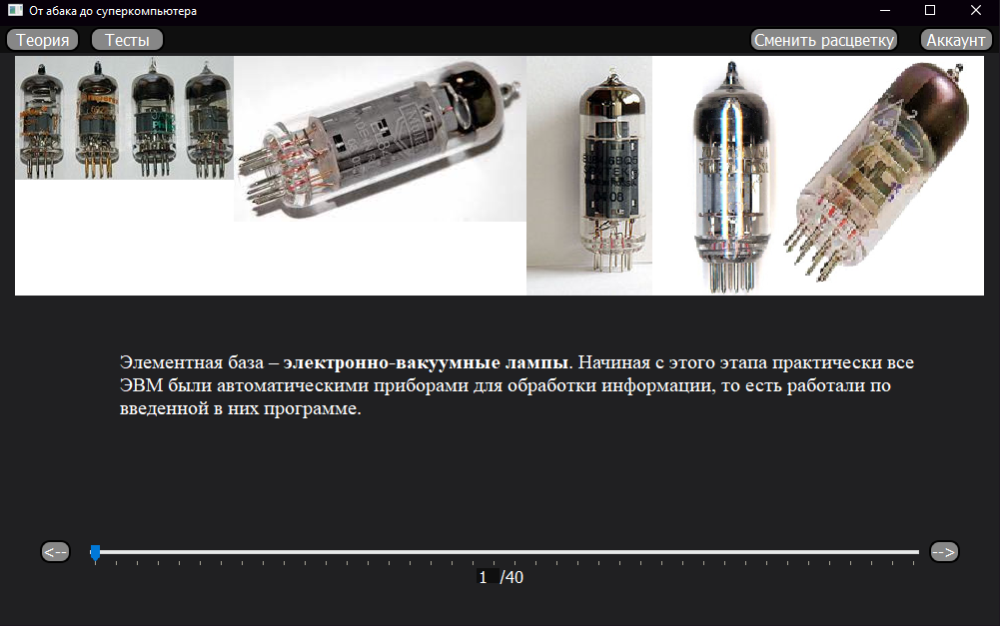 От абака до суперкомпьютера
Теория Тесты Сменить расцветку Аккаунт
Элементная база – электронно-вакуумные лампы. Начиная с этого этапа практически все
ЭВМ были автоматическими приборами для обработки информации, то есть работали по
введенной в них программе.
<-- -->
1 /40